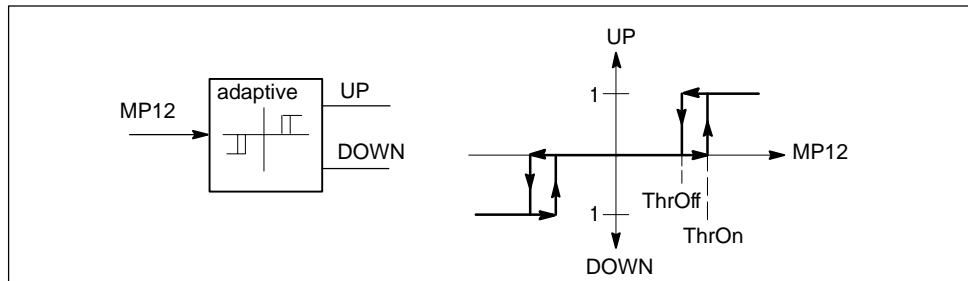 adaptive
MP12
UP
DOWN
UP
1
MP12
ThrOff
1
ThrOn
DOWN